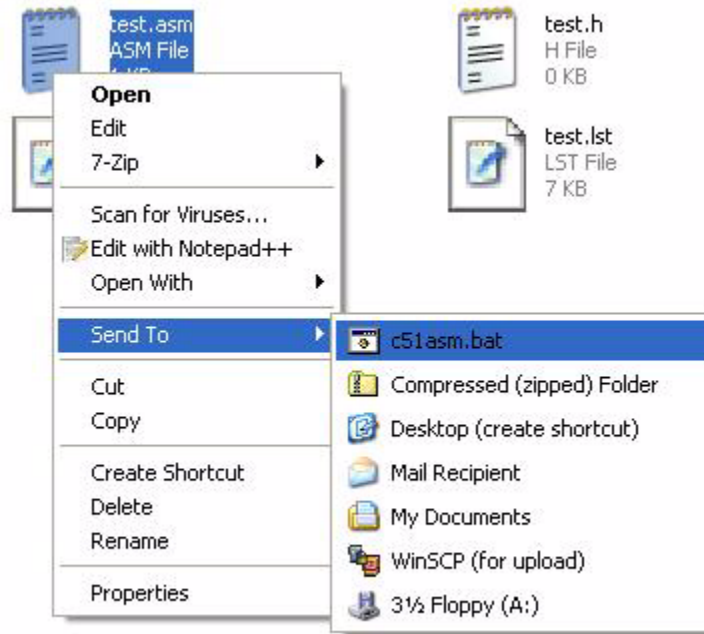 test.asm
ASM File
test.h
H File
0 KB
test.lst
LST File
7 KB
Open
Edit
7-Zip
Scan for Viruses...
Edit with Notepad++
Open With
Send To
Cut
Copy
Create Shortcut
Delete
Rename
Properties
c51asm.bat
Compressed (zipped) Folder
Desktop (create shortcut)
Mail Recipient
My Documents
WinSCP (for upload)
3½ Floppy (A:)